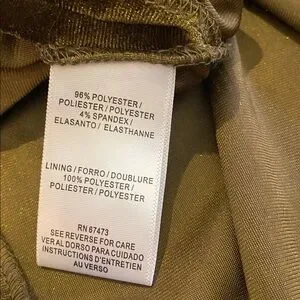 96% POLYESTER /
POLIESTER / POLYESTER
4% SPANDEX /
ELASANTO / ELASTHANNE
LINING / FORRO / DOUBLURE
100% POLYESTER /
POLIESTER / POLYESTER
RN 67473
SEE REVERSE FOR CARE
VER AL DORSO PARA CUIDADO
INSTRUCTIONS D'ENTRETIEN
AU VERSO